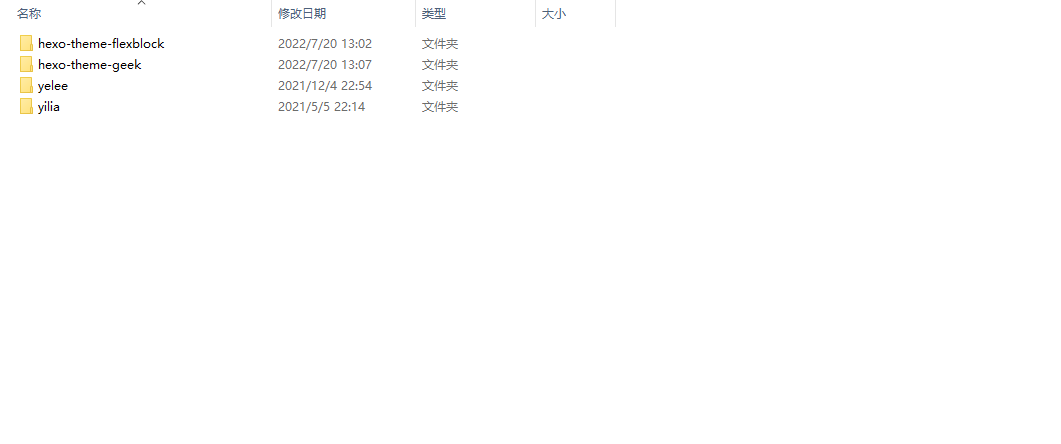 名称 修改日期 类型 大小
hexo-theme-flexblock 2022/7/20 13:02 文件夹
hexo-theme-geek 2022/7/20 13:07 文件夹
yelee 2021/12/4 22:54 文件夹
yilia 2021/5/5 22:14 文件夹